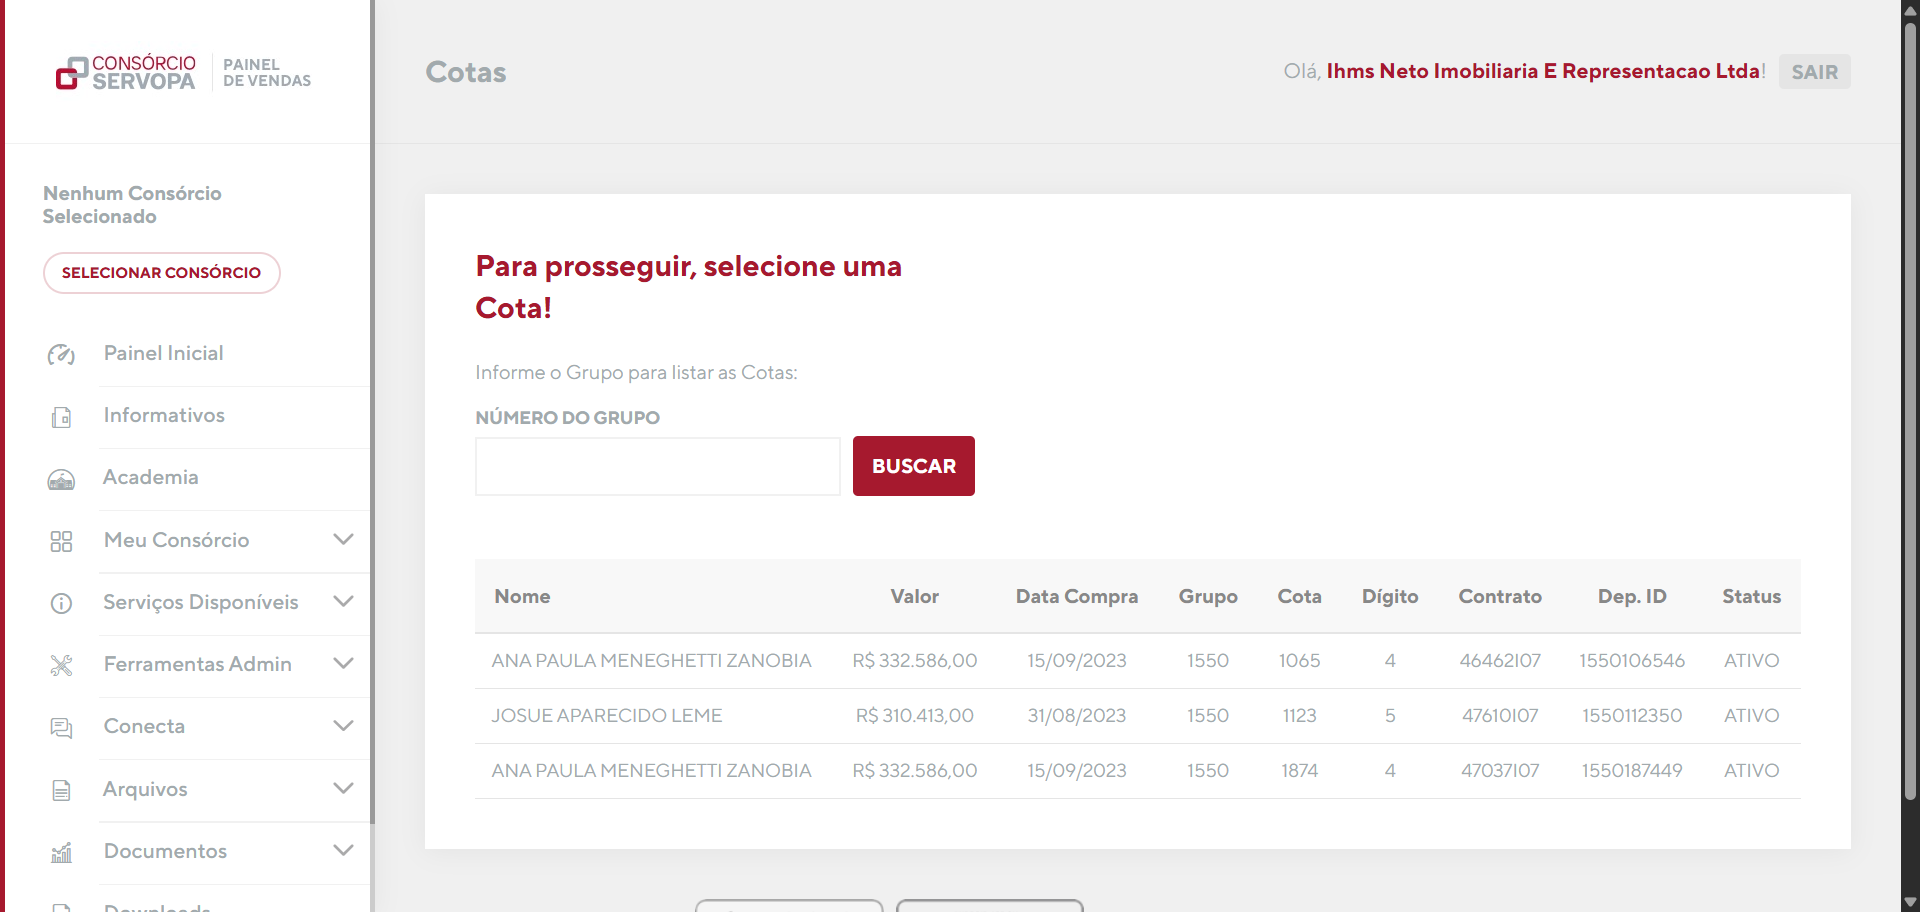 CONSÓRCIO
SERVOPA
PAINEL
DE VENDAS
Cotas
Olá, Ihms Neto Imobiliaria E Representacao Ltda!
SAIR
Nenhum Consórcio
Selecionado
SELECIONAR CONSÓRCIO
Painel Inicial
Informativos
Academia
Meu Consórcio
Serviços Disponíveis
Ferramentas Admin
Conecta
Arquivos
Documentos
Downloads
Para prosseguir, selecione uma
Cota!
Informe o Grupo para listar as Cotas:
NÚMERO DO GRUPO
BUSCAR
Nome Valor Data Compra Grupo Cota Dígito Contrato Dep. ID Status
ANA PAULA MENEGHETTI ZANOBIA R$ 332.586,00 15/09/2023 1550 1065 4 46462I07 1550106546 ATIVO
JOSUE APARECIDO LEME R$ 310.413,00 31/08/2023 1550 1123 5 47610I07 1550112350 ATIVO
ANA PAULA MENEGHETTI ZANOBIA R$ 332.586,00 15/09/2023 1550 1874 4 47037I07 1550187449 ATIVO